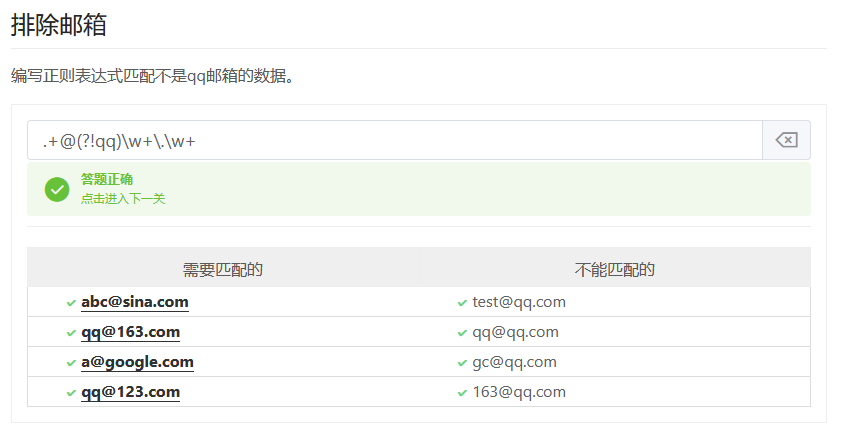 排除邮箱
编写正则表达式匹配不是qq邮箱的数据。
.+@(?!qq)\w+\.\w+
答题正确
点击进入下一关
需要匹配的 不能匹配的
abc@sina.com test@qq.com
qq@163.com qq@qq.com
a@google.com gc@qq.com
qq@123.com 163@qq.com